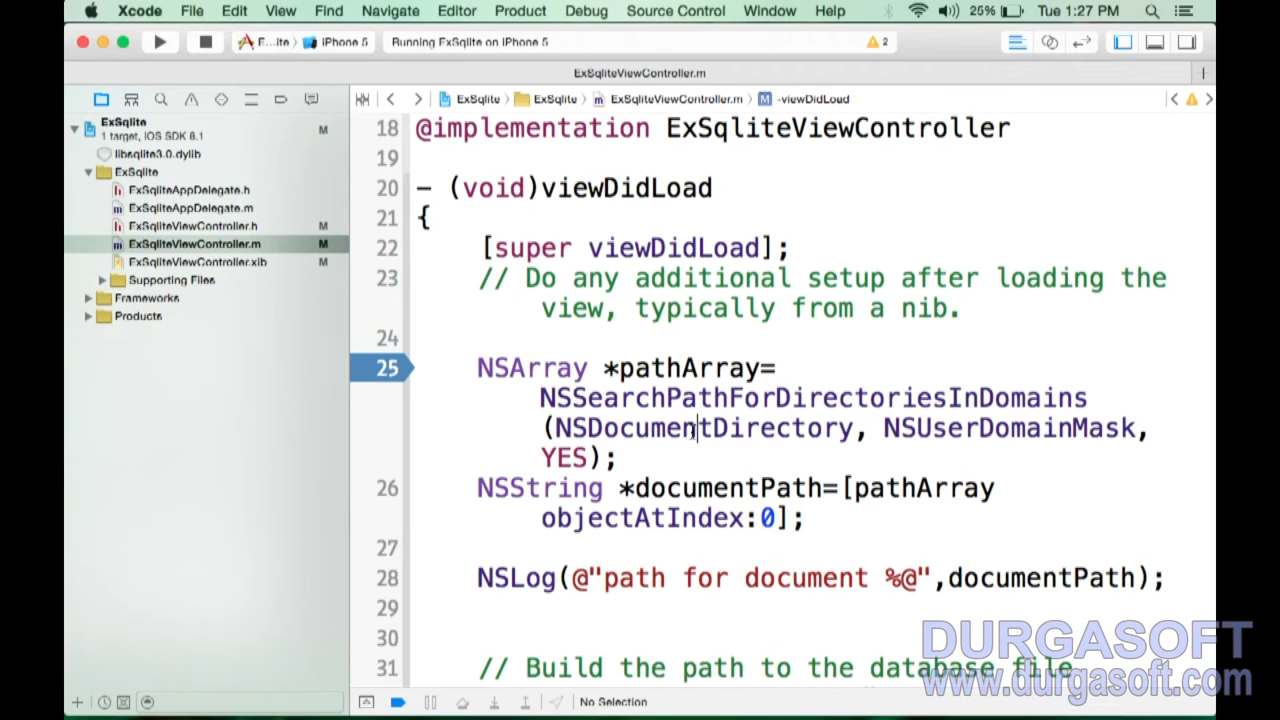 Xcode File Edit View Find Navigate Editor Product Debug Source Control Window Help 25% Tue 1:27 PM
E...ite iPhone 5 Running ExSqlite on iPhone 5 2
ExSqliteViewController.m
ExSqlite ExSqlite ExSqliteViewController.m -viewDidLoad
ExSqlite M
1 target, iOS SDK 8.1
libsqlite3.0.dylib
ExSqlite
ExSqliteAppDelegate.h
ExSqliteAppDelegate.m
ExSqliteViewController.h M
ExSqliteViewController.m M
ExSqliteViewController.xib M
Supporting Files
Frameworks
Products
18 @implementation ExSqliteViewController
19
20 - (void)viewDidLoad
21 {
22 [super viewDidLoad];
23 // Do any additional setup after loading the
view, typically from a nib.
24
25 NSArray *pathArray=
NSSearchPathForDirectoriesInDomains
(NSDocumentDirectory, NSUserDomainMask,
YES);
26 NSString *documentPath=[pathArray
objectAtIndex:0];
27
28 NSLog(@"path for document %@",documentPath);
29
30
31 // Build the path to the database file
DURGASOFT
www.durgasoft.com
No Selection